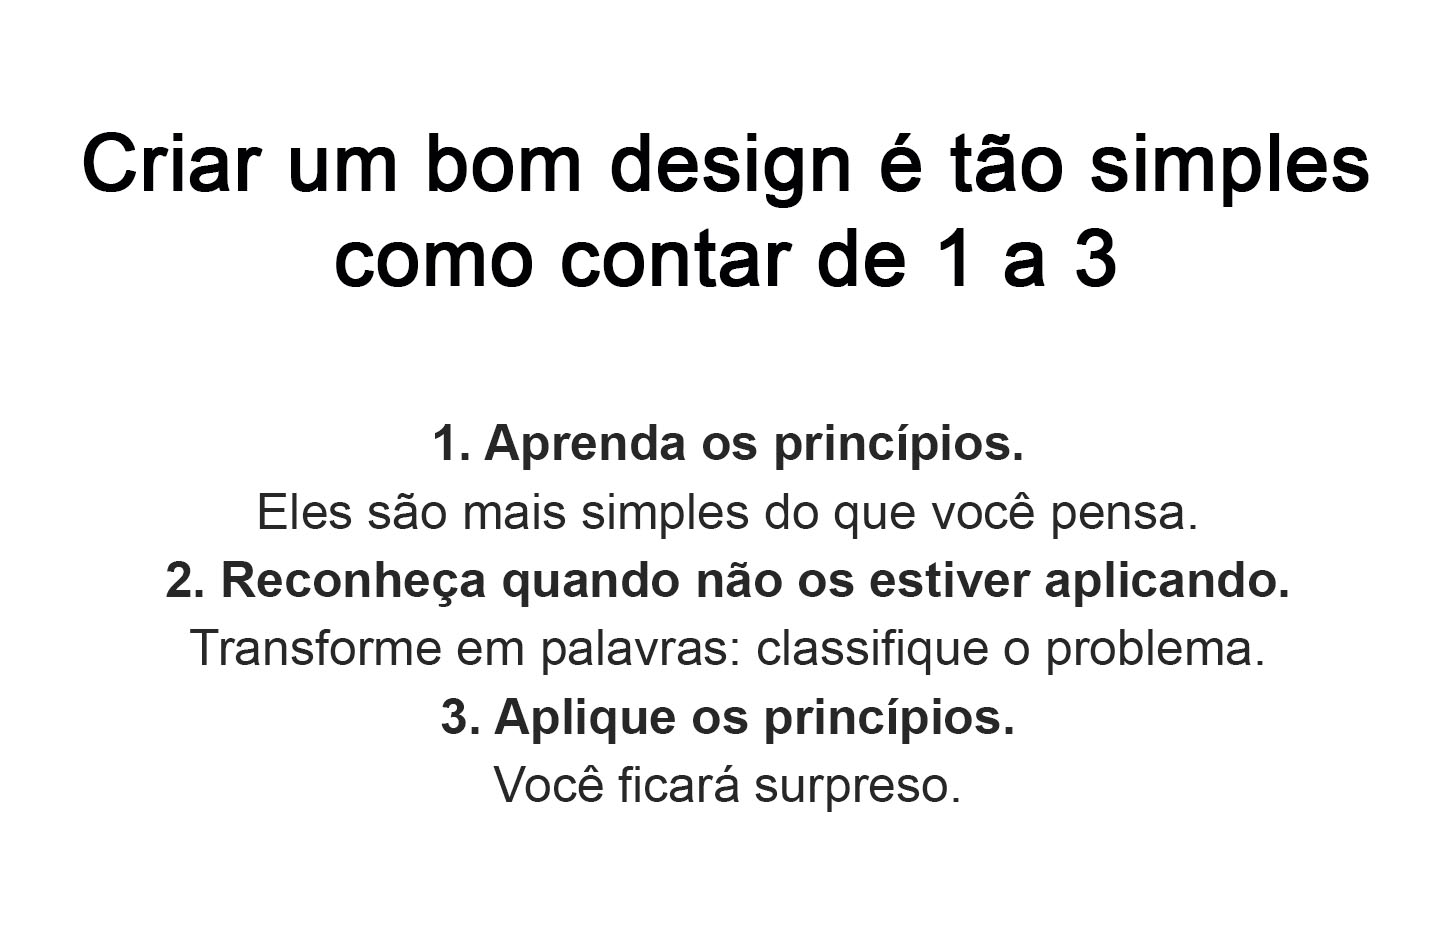 Criar um bom design é tão simples
como contar de 1 a 3
1. Aprenda os princípios.
Eles são mais simples do que você pensa.
2. Reconheça quando não os estiver aplicando.
Transforme em palavras: classifique o problema.
3. Aplique os princípios.
Você ficará surpreso.